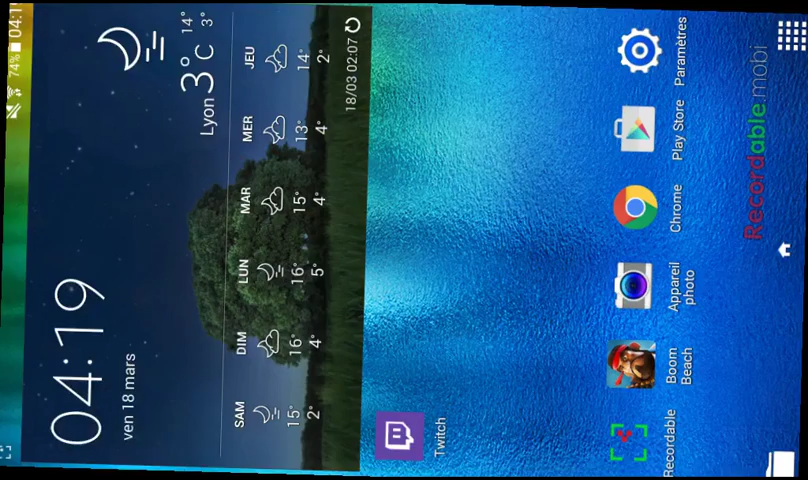 74% 04:1
04:19
ven 18 mars
14°
3°C 3°
Lyon
SAM DIM LUN MAR MER JEU
15° 16° 16° 15° 13° 14°
2° 4° 5° 4° 4° 2°
18/03 02:07
Twitch
Recordable
Boom Beach
Appareil photo
Chrome
Play Store
Paramètres
Recordable.mobi